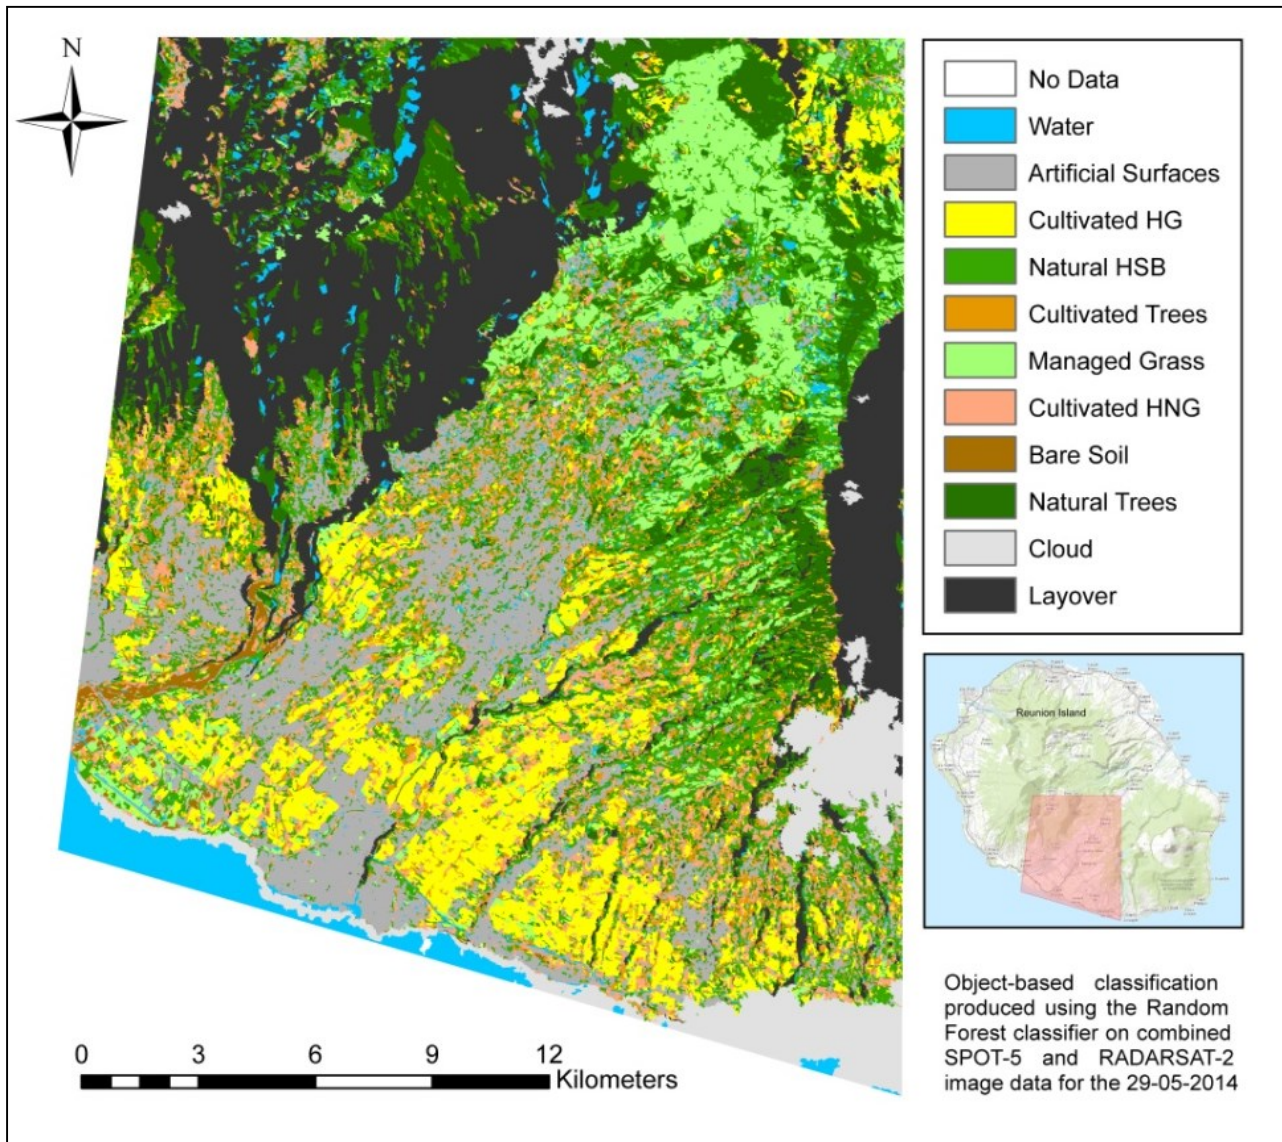 N
No Data
Water
Artificial Surfaces
Cultivated HG
Natural HSB
Cultivated Trees
Managed Grass
Cultivated HNG
Bare Soil
Natural Trees
Cloud
Layover
Reunion Island
Object-based classification
produced using the Random
Forest classifier on combined
SPOT-5 and RADARSAT-2
image data for the 29-05-2014
0 3 6 9 12
Kilometers